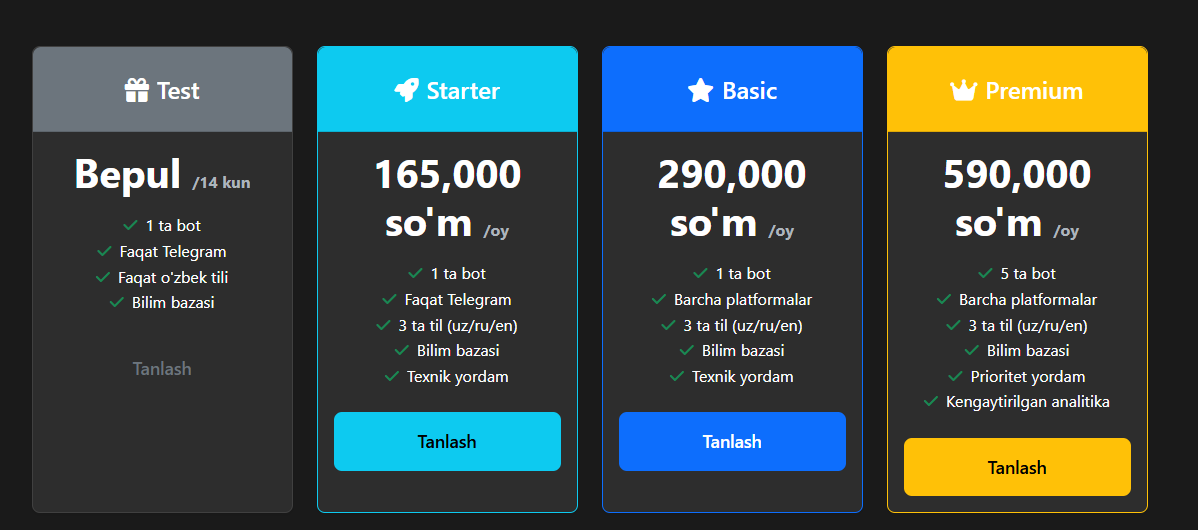 Test
Bepul /14 kun
1 ta bot
Faqat Telegram
Faqat o'zbek tili
Bilim bazasi
Tanlash
Starter
165,000
so'm /oy
1 ta bot
Faqat Telegram
3 ta til (uz/ru/en)
Bilim bazasi
Texnik yordam
Tanlash
Basic
290,000
so'm /oy
1 ta bot
Barcha platformalar
3 ta til (uz/ru/en)
Bilim bazasi
Texnik yordam
Tanlash
Premium
590,000
so'm /oy
5 ta bot
Barcha platformalar
3 ta til (uz/ru/en)
Bilim bazasi
Prioritet yordam
Kengaytirilgan analitika
Tanlash